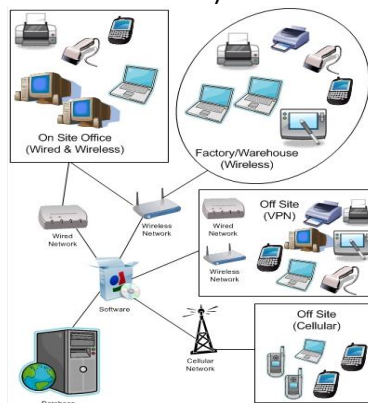 On Site Office
(Wired & Wireless)
Factory/Warehouse
(Wireless)
Wired
Network
Wireless
Network
Off Site
(VPN)
Wired
Network
Wireless
Network
Software
Cellular
Network
Off Site
(Cellular)